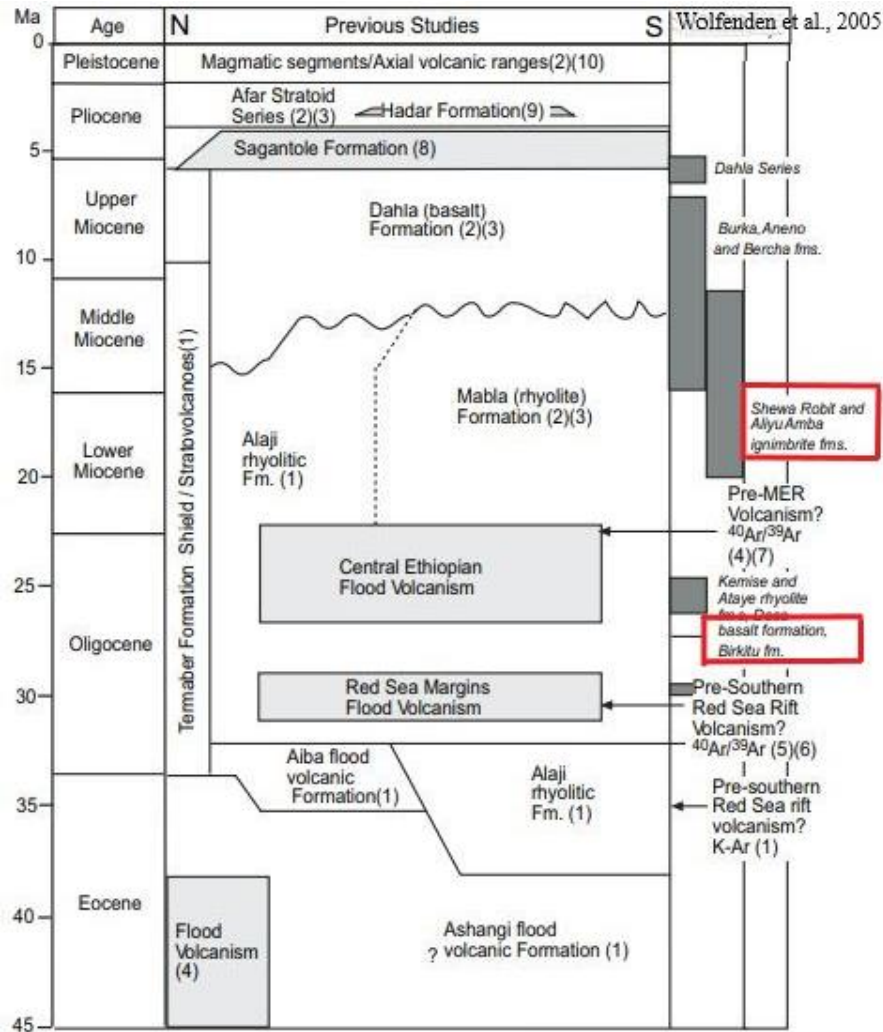 Ma
Age
N
Previous Studies
S
Wolfenden et al., 2005
0
Pleistocene
Magmatic segments/Axial volcanic ranges(2)(10)
Pliocene
Afar Stratoid
Series (2)(3)
Hadar Formation(9)
5
Sagantole Formation (8)
Dahla Series
Upper
Miocene
Dahla (basalt)
Formation (2)(3)
Burka, Aneno
and Bercha fms.
10
Middle
Miocene
15
Termaber Formation Shield / Stratovolcanoes(1)
Mabla (rhyolite)
Formation (2)(3)
Shewa Robit and
Aliyu Amba
ignimbrite fms.
Lower
Miocene
Alaji
rhyolitic
Fm. (1)
20
Pre-MER
Volcanism?
⁴⁰Ar/³⁹Ar
(4)(7)
Central Ethiopian
Flood Volcanism
25
Kemise and
Ataye rhyolite
basalt formation,
Birkitu fm.
Oligocene
30
Red Sea Margins
Flood Volcanism
Pre-Southern
Red Sea Rift
Volcanism?
⁴⁰Ar/³⁹Ar (5)(6)
Aiba flood
volcanic
Formation(1)
Alaji
rhyolitic
Fm. (1)
35
Pre-southern
Red Sea rift
volcanism?
K-Ar (1)
Eocene
40
Flood
Volcanism
(4)
Ashangi flood
? volcanic Formation (1)
45